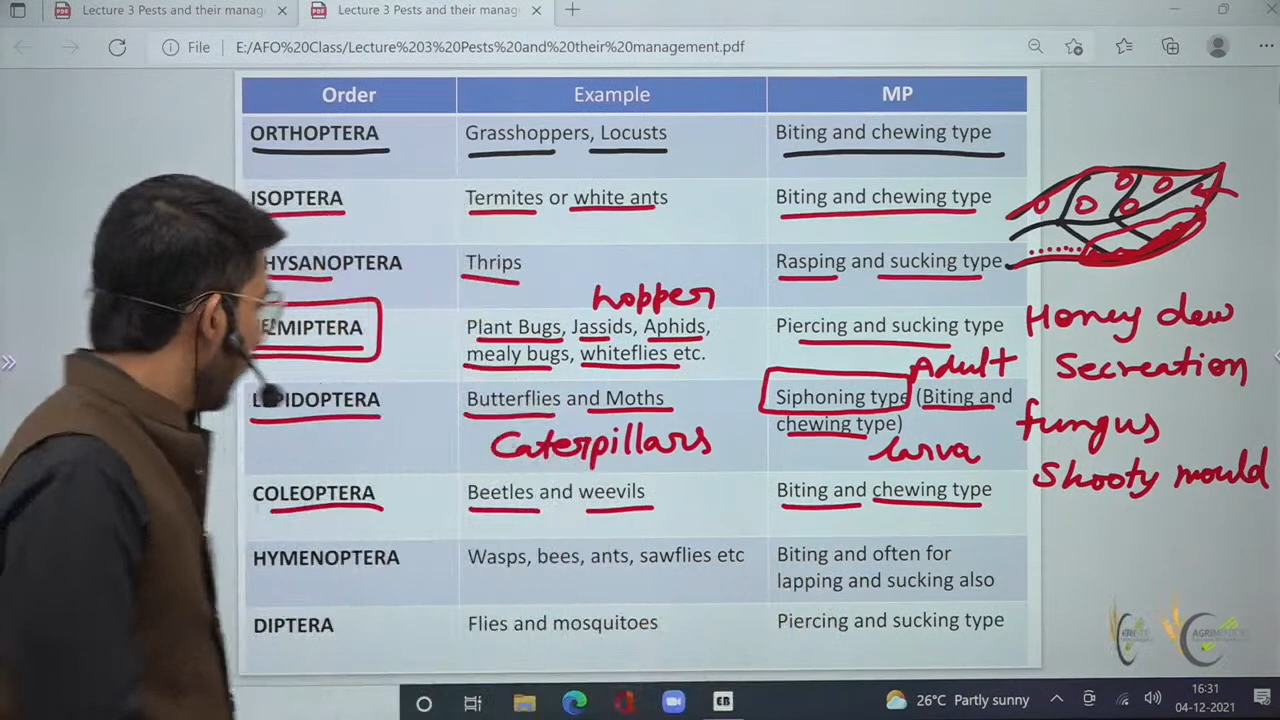 Lecture 3 Pests and their manag
Lecture 3 Pests and their manag
File E:/AFO%20Class/Lecture%203%20Pests%20and%20their%20management.pdf
Order Example MP
ORTHOPTERA Grasshoppers, Locusts Biting and chewing type
ISOPTERA Termites or white ants Biting and chewing type
HYSANOPTERA Thrips Rasping and sucking type
hopper
Honey dew
MIPTERA Plant Bugs, Jassids, Aphids, Piercing and sucking type
mealy bugs, whiteflies etc.
Adult
Secreation
LEPIDOPTERA Butterflies and Moths Siphoning type (Biting and
chewing type)
fungus
Caterpillars
larva
Shooty mould
COLEOPTERA Beetles and weevils Biting and chewing type
HYMENOPTERA Wasps, bees, ants, sawflies etc Biting and often for
lapping and sucking also
DIPTERA Flies and mosquitoes Piercing and sucking type
26°C Partly sunny
16:31
04-12-2021